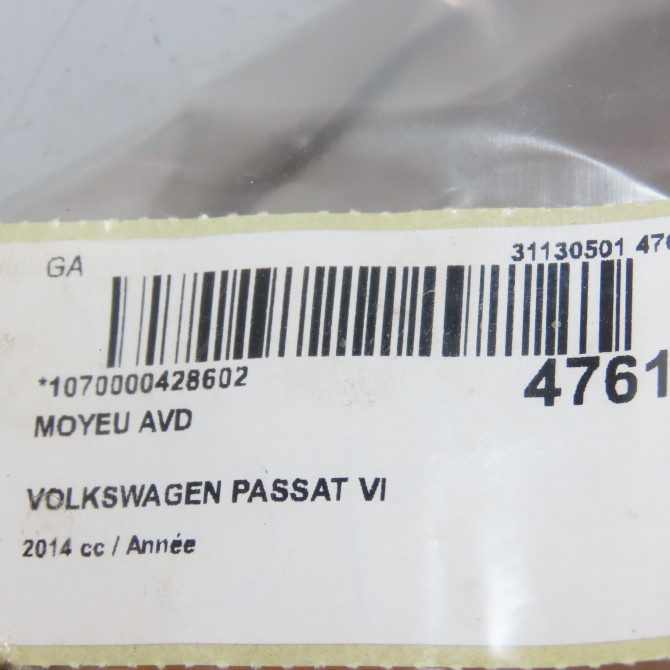 GA
31130501 476
*1070000428602
4761
MOYEU AVD
VOLKSWAGEN PASSAT VI
2014 cc / Année